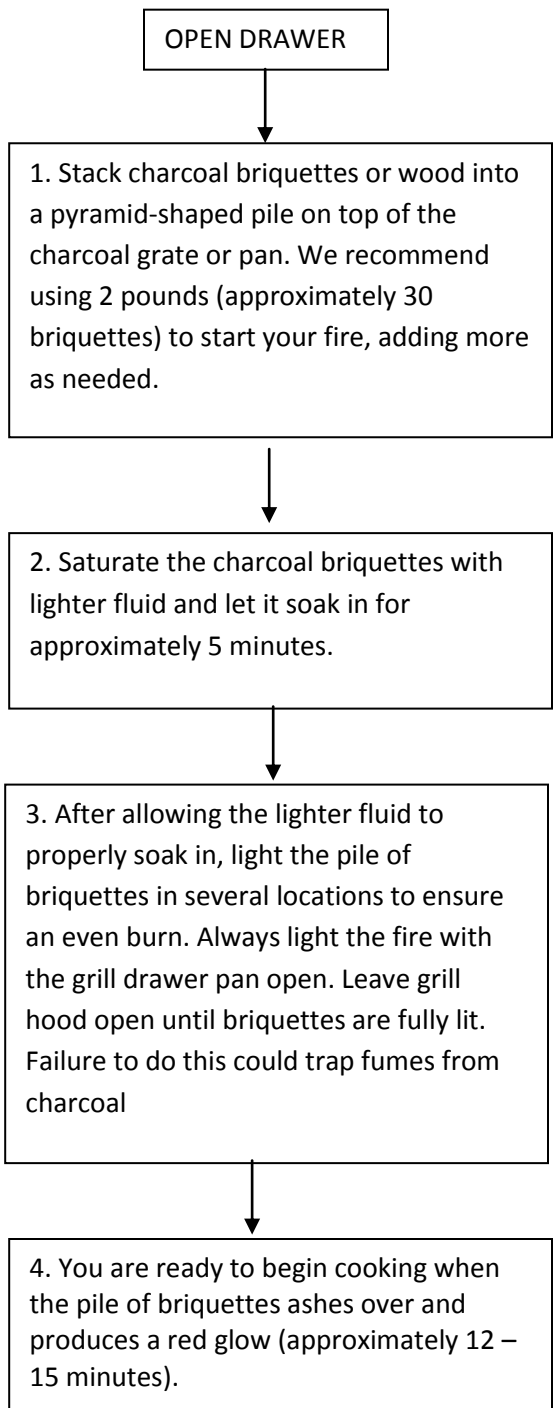 OPEN DRAWER
1. Stack charcoal briquettes or wood into
a pyramid-shaped pile on top of the
charcoal grate or pan. We recommend
using 2 pounds (approximately 30
briquettes) to start your fire, adding more
as needed.
2. Saturate the charcoal briquettes with
lighter fluid and let it soak in for
approximately 5 minutes.
3. After allowing the lighter fluid to
properly soak in, light the pile of
briquettes in several locations to ensure
an even burn. Always light the fire with
the grill drawer pan open. Leave grill
hood open until briquettes are fully lit.
Failure to do this could trap fumes from
charcoal
4. You are ready to begin cooking when
the pile of briquettes ashes over and
produces a red glow (approximately 12 –
15 minutes).